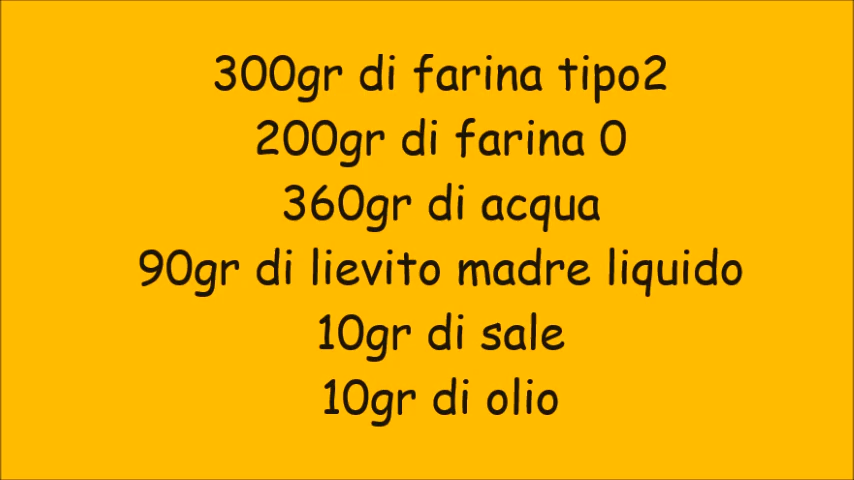 300gr di farina tipo2
200gr di farina 0
360gr di acqua
90gr di lievito madre liquido
10gr di sale
10gr di olio